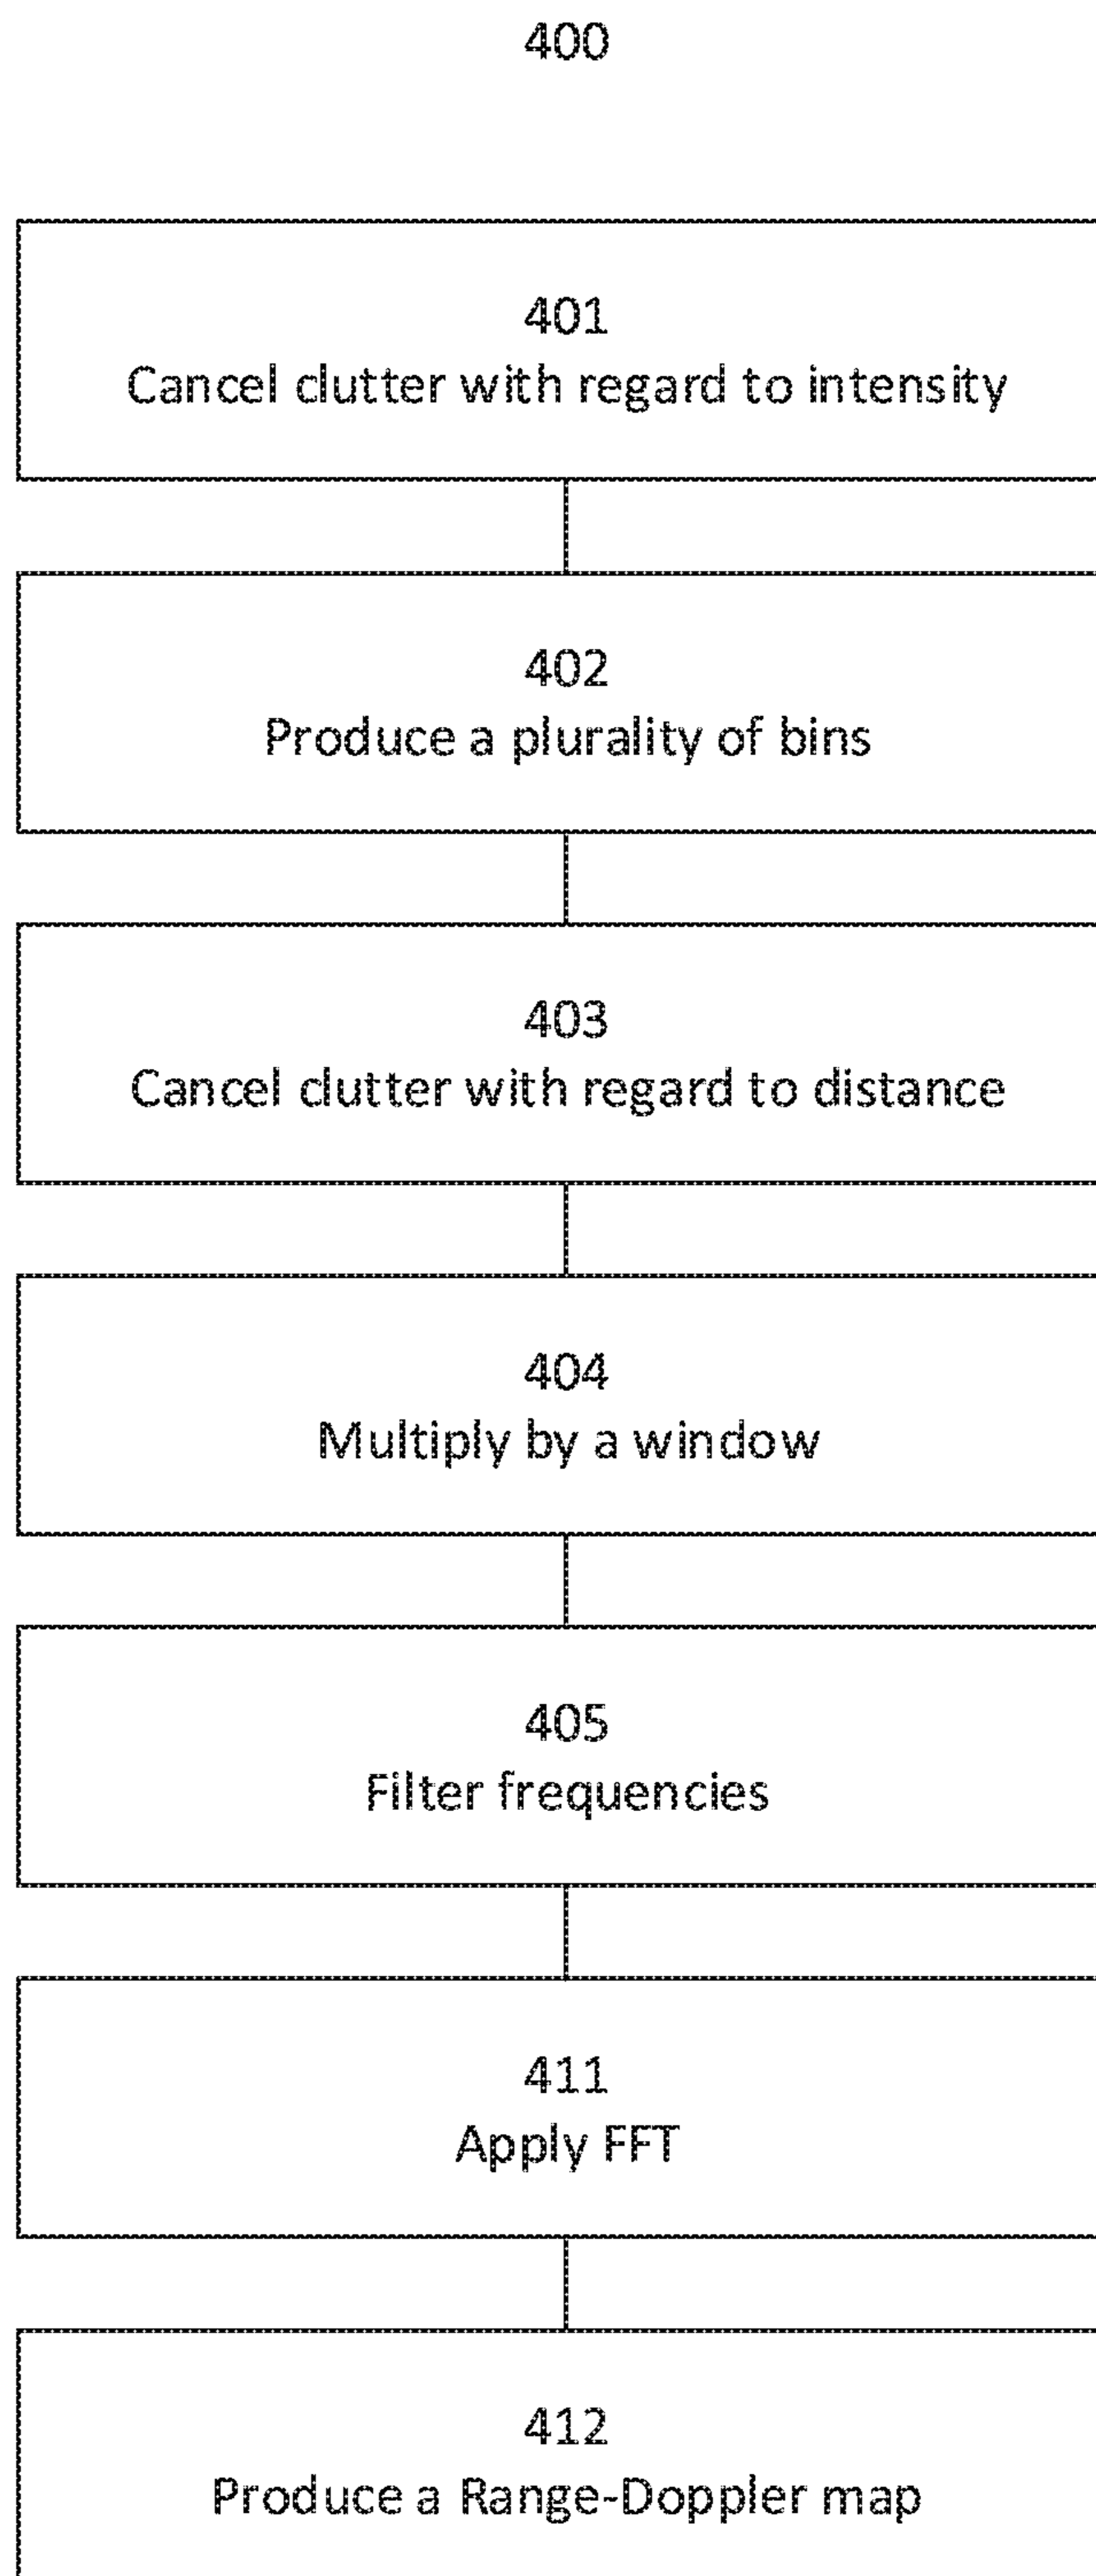 400
401
Cancel clutter with regard to intensity
402
Produce a plurality of bins
403
Cancel clutter with regard to distance
404
Multiply by a window
405
Filter frequencies
411
Apply FFT
412
Produce a Range-Doppler map